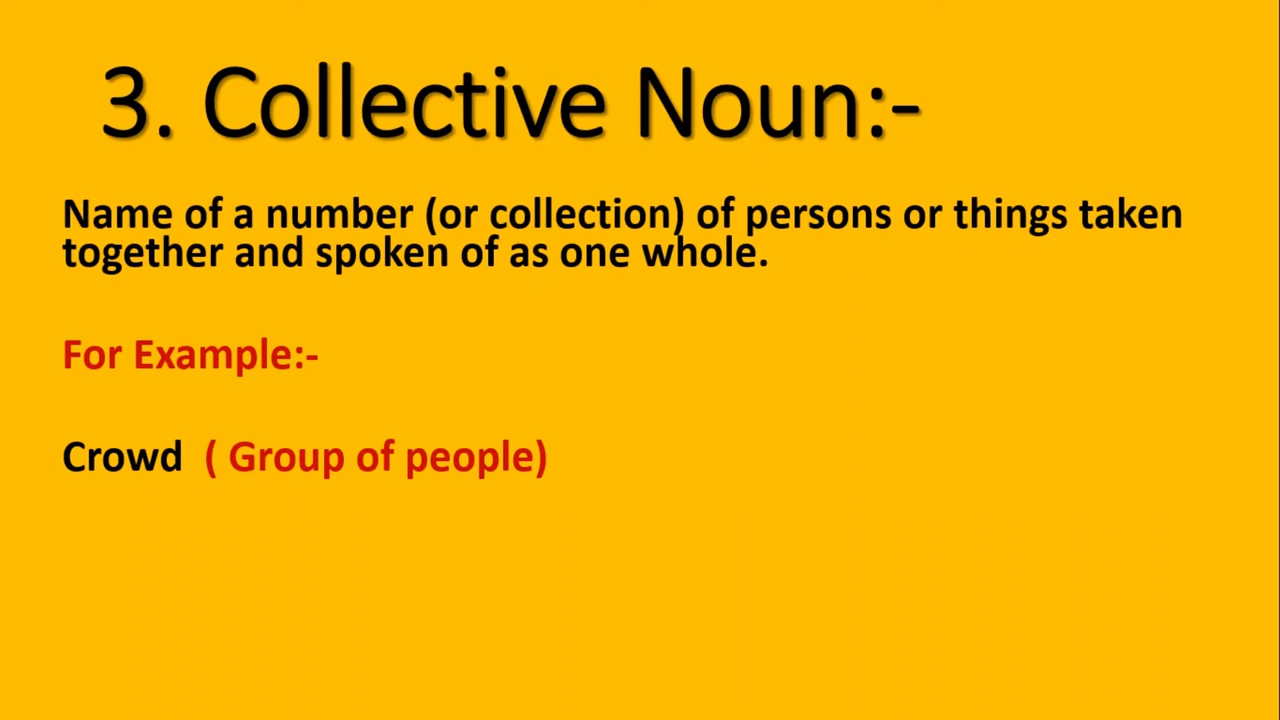 3. Collective Noun:-
Name of a number (or collection) of persons or things taken
together and spoken of as one whole.
For Example:-
Crowd ( Group of people)